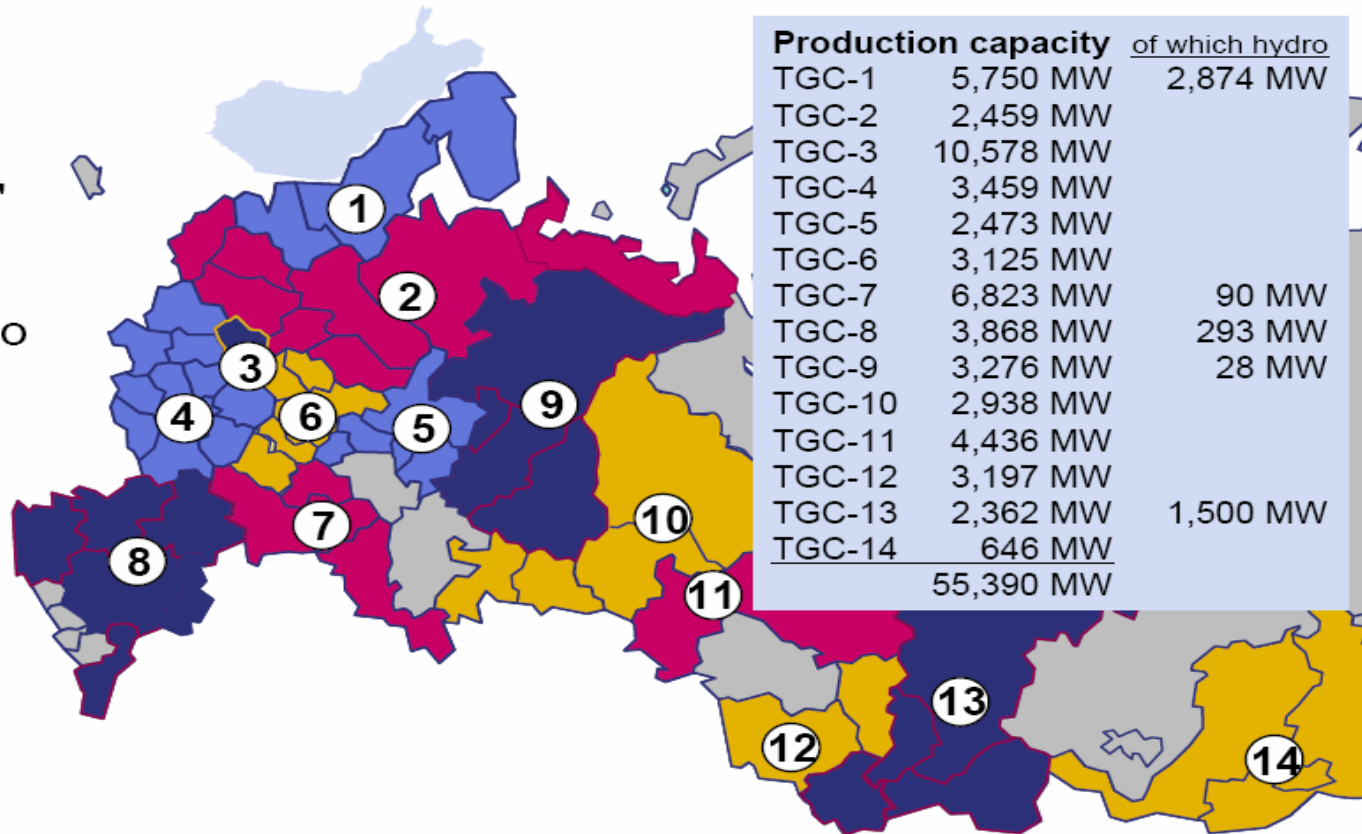 Production capacity of which hydro
TGC-1 5,750 MW 2,874 MW
TGC-2 2,459 MW
TGC-3 10,578 MW
TGC-4 3,459 MW
TGC-5 2,473 MW
TGC-6 3,125 MW
TGC-7 6,823 MW 90 MW
TGC-8 3,868 MW 293 MW
TGC-9 3,276 MW 28 MW
TGC-10 2,938 MW
TGC-11 4,436 MW
TGC-12 3,197 MW
TGC-13 2,362 MW 1,500 MW
TGC-14 646 MW
55,390 MW
1
2
o
3
4
6
5
9
7
8
10
11
12
13
14